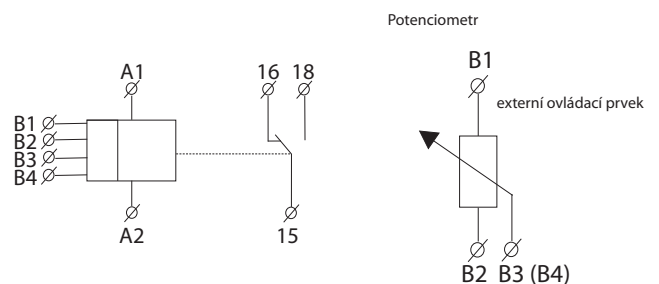 Potenciometr
A1
16 18
B1
B2
B3
B4
A2
15
B1
externí ovládací prvek
B2 B3 (B4)